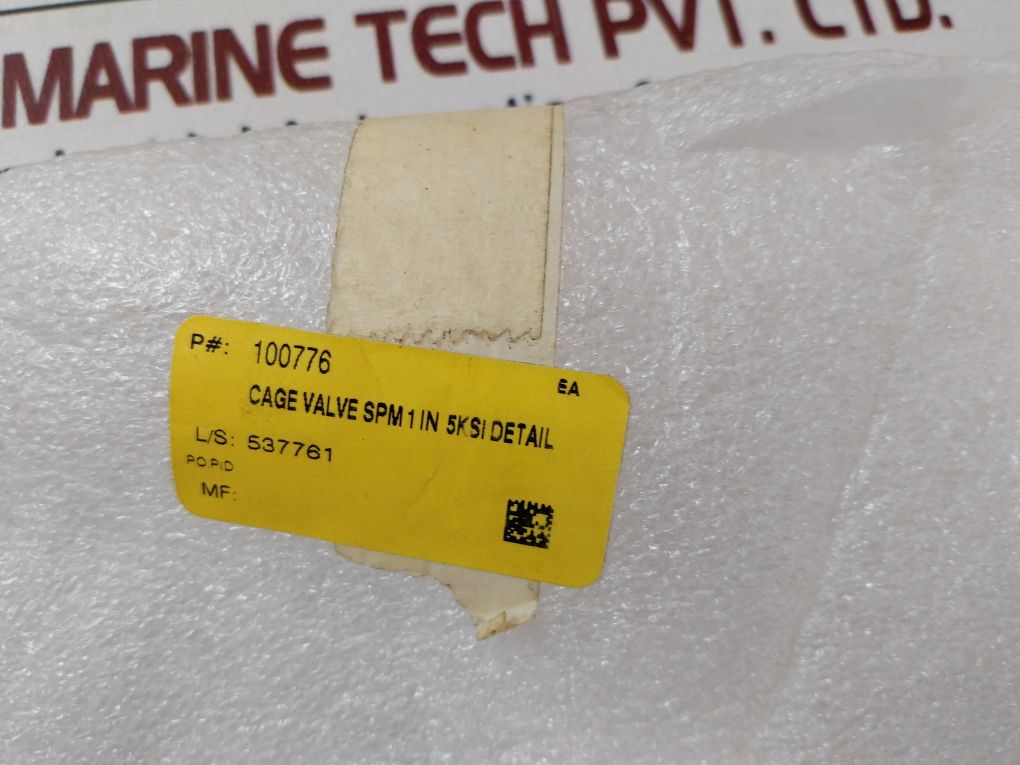 MARINE TECH PVT. LTD.
P#: 100776
EA
CAGE VALVE SPM 1 IN 5KSI DETAIL
L/S: 537761
PO PID
MF: